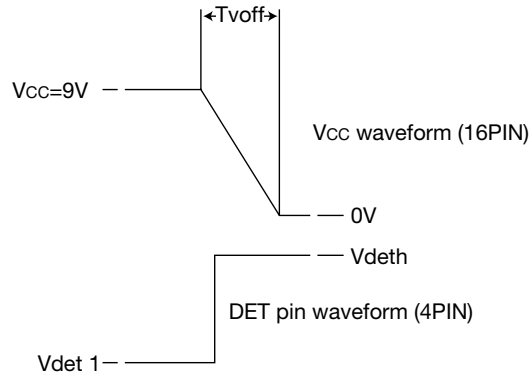 Tvoff
VCC=9V
VCC waveform (16PIN)
0V
Vdeth
DET pin waveform (4PIN)
Vdet 1